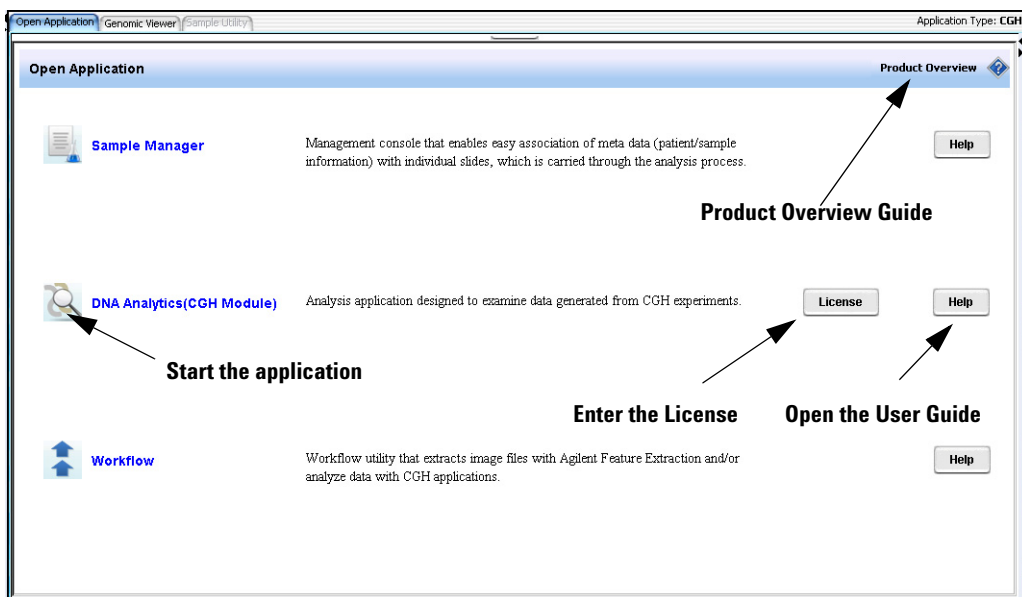 Open Application Genomic Viewer Sample Utility Application Type: CGH
Open Application Product Overview
Sample Manager Management console that enables easy association of meta data (patient/sample Help
information) with individual slides, which is carried through the analysis process.
Product Overview Guide
DNA Analytics(CGH Module) Analysis application designed to examine data generated from CGH experiments. License Help
Start the application
Enter the License Open the User Guide
Workflow Workflow utility that extracts image files with Agilent Feature Extraction and/or Help
analyze data with CGH applications.